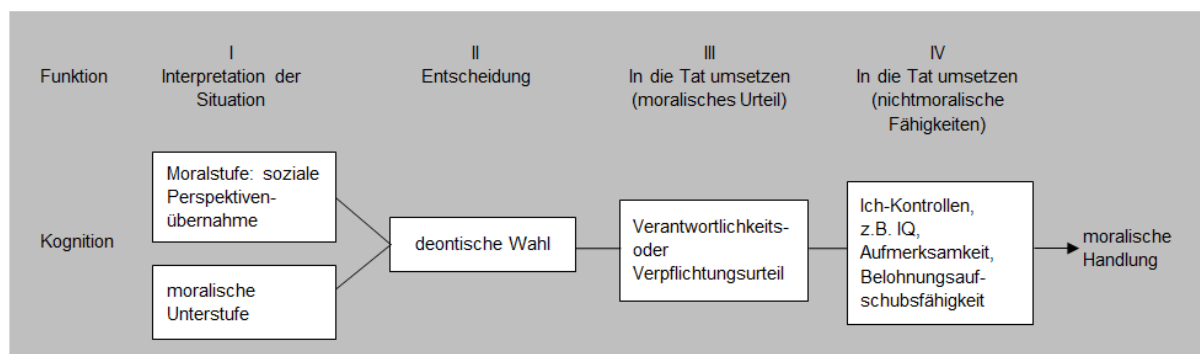 I
Interpretation der
Situation
II
Entscheidung
III
In die Tat umsetzen
(moralisches Urteil)
IV
In die Tat umsetzen
(nichtmoralische
Fähigkeiten)
Funktion
Kognition
Moralstufe: soziale
Perspektiven-
übernahme
moralische
Unterstufe
deontische Wahl
Verantwortlichkeits-
oder
Verpflichtungsurteil
Ich-Kontrollen,
z.B. IQ,
Aufmerksamkeit,
Belohnungsauf-
schubsfähigkeit
moralische
Handlung